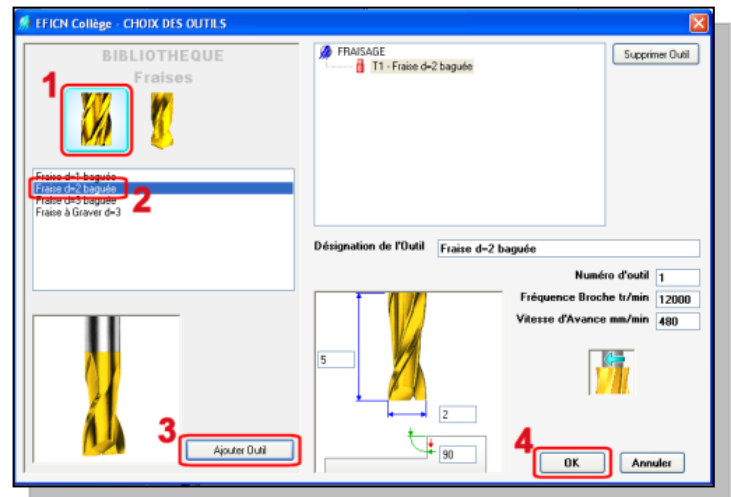 EFICN Collège - CHOIX DES OUTILS
BIBLIOTHEQUE
Fraises
1
Fraise d=1 baguée
Fraise d=2 baguée
2
Fraise d=3 baguée
Fraise à Graver d=3
3
Ajouter Outil
FRAISAGE
T1 - Fraise d=2 baguée
Supprimer Outil
Désignation de l'Outil
Fraise d=2 baguée
Numéro d'outil
1
Fréquence Broche tr/min
12000
Vitesse d'Avance mm/min
480
5
2
90
4
OK
Annuler